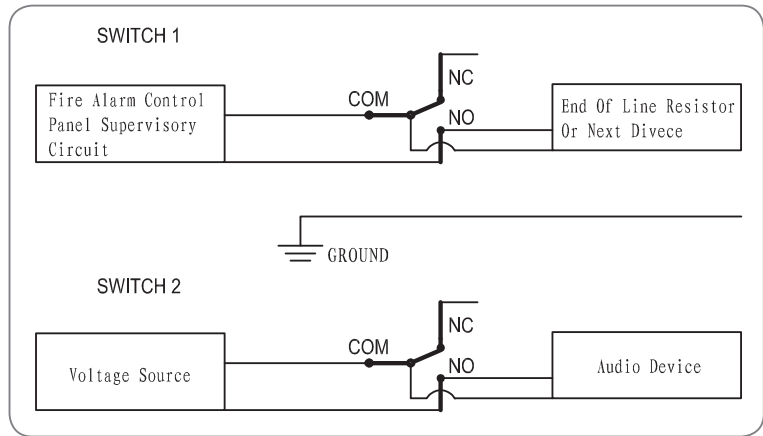 SWITCH 1
Fire Alarm Control
Panel Supervisory
Circuit
COM
NC
NO
End Of Line Resistor
Or Next Divece
GROUND
SWITCH 2
Voltage Source
COM
NC
NO
Audio Device